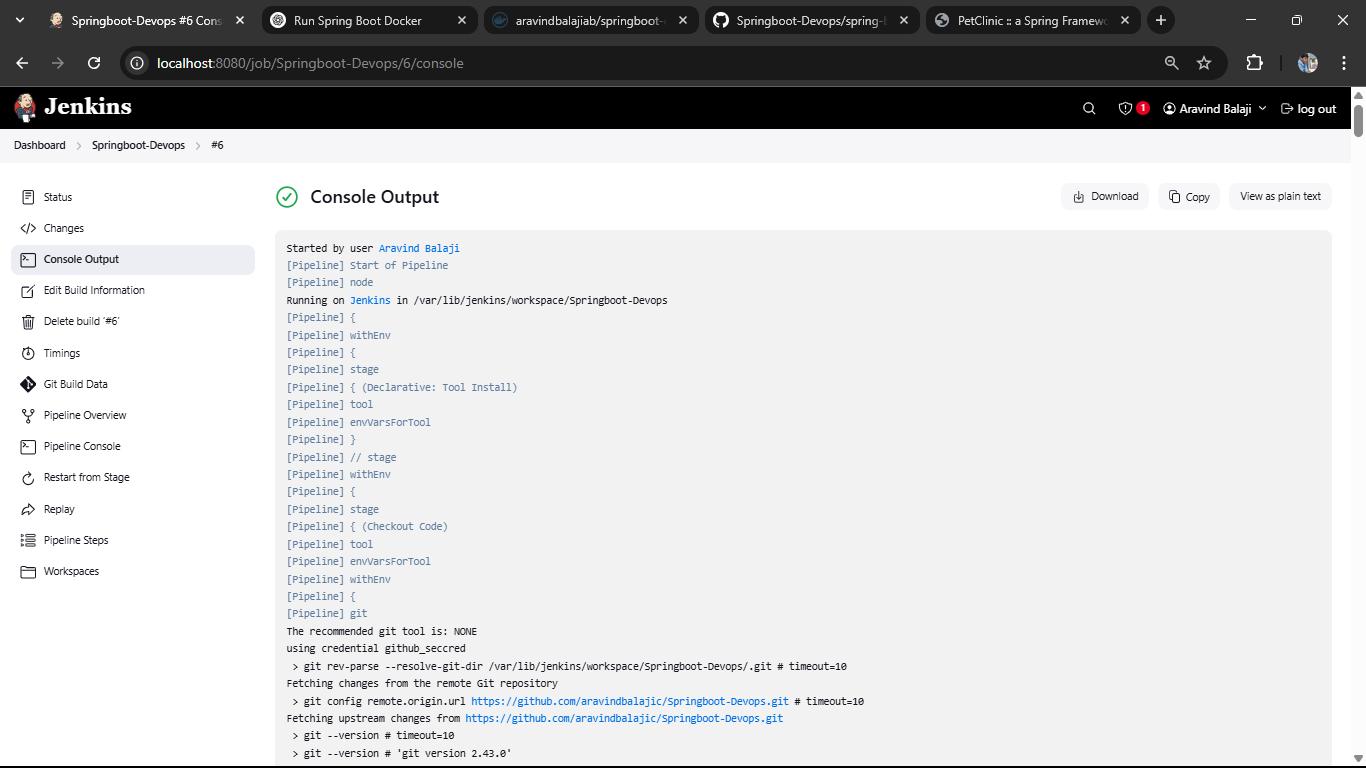 Springboot-Devops #6 Cons
Run Spring Boot Docker
aravindbalajiab/springboot-
Springboot-Devops/spring-
PetClinic :: a Spring Framewo
localhost:8080/job/Springboot-Devops/6/console
Jenkins
1
Aravind Balaji
log out
Dashboard
Springboot-Devops
#6
Status
Changes
Console Output
Edit Build Information
Delete build ‘#6’
Timings
Git Build Data
Pipeline Overview
Pipeline Console
Restart from Stage
Replay
Pipeline Steps
Workspaces
Console Output
Download
Copy
View as plain text
Started by user Aravind Balaji
[Pipeline] Start of Pipeline
[Pipeline] node
Running on Jenkins in /var/lib/jenkins/workspace/Springboot-Devops
[Pipeline] {
[Pipeline] withEnv
[Pipeline] {
[Pipeline] stage
[Pipeline] { (Declarative: Tool Install)
[Pipeline] tool
[Pipeline] envVarsForTool
[Pipeline] }
[Pipeline] // stage
[Pipeline] withEnv
[Pipeline] {
[Pipeline] stage
[Pipeline] { (Checkout Code)
[Pipeline] tool
[Pipeline] envVarsForTool
[Pipeline] withEnv
[Pipeline] {
[Pipeline] git
The recommended git tool is: NONE
using credential github_seccred
> git rev-parse --resolve-git-dir /var/lib/jenkins/workspace/Springboot-Devops/.git # timeout=10
Fetching changes from the remote Git repository
> git config remote.origin.url https://github.com/aravindbalajic/Springboot-Devops.git # timeout=10
Fetching upstream changes from https://github.com/aravindbalajic/Springboot-Devops.git
> git --version # timeout=10
> git --version # 'git version 2.43.0'